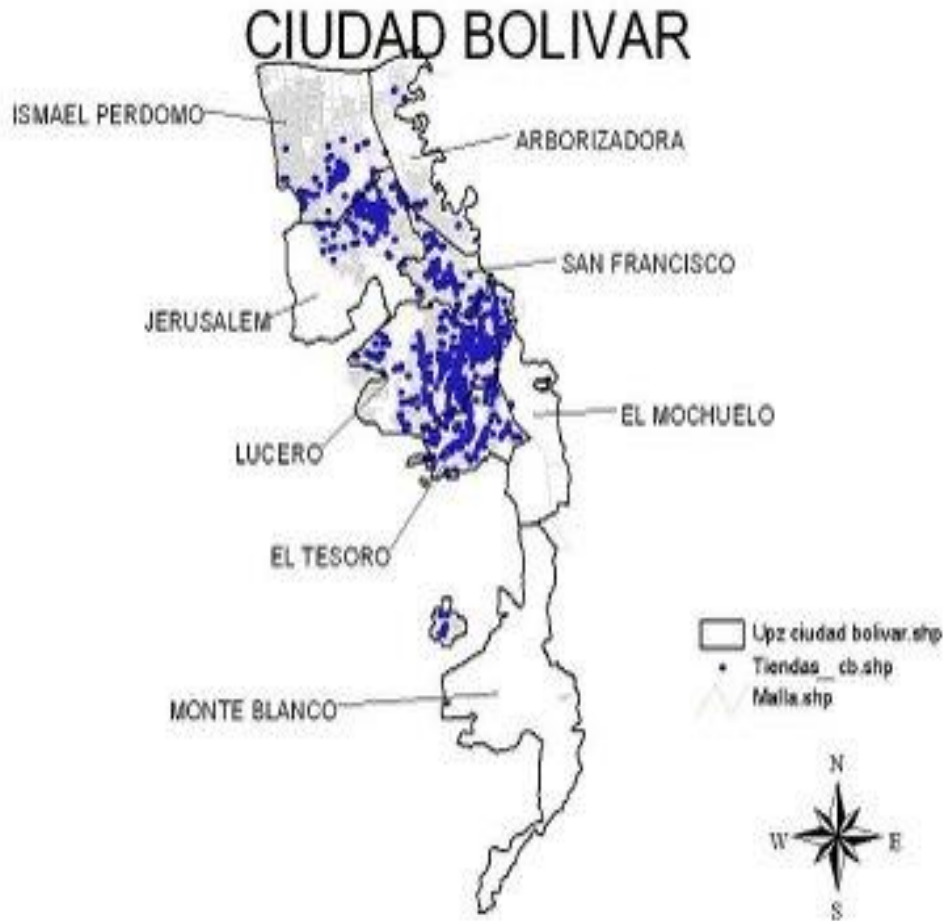 CIUDAD BOLIVAR
ISMAEL PERDOMO
ARBORIZADORA
SAN FRANCISCO
JERUSALEM
EL MOCHUELO
LUCERO
EL TESORO
Upz ciudad bolivar.shp
Tiendas_ cb.shp
Malla.shp
MONTE BLANCO
N
W
E
S